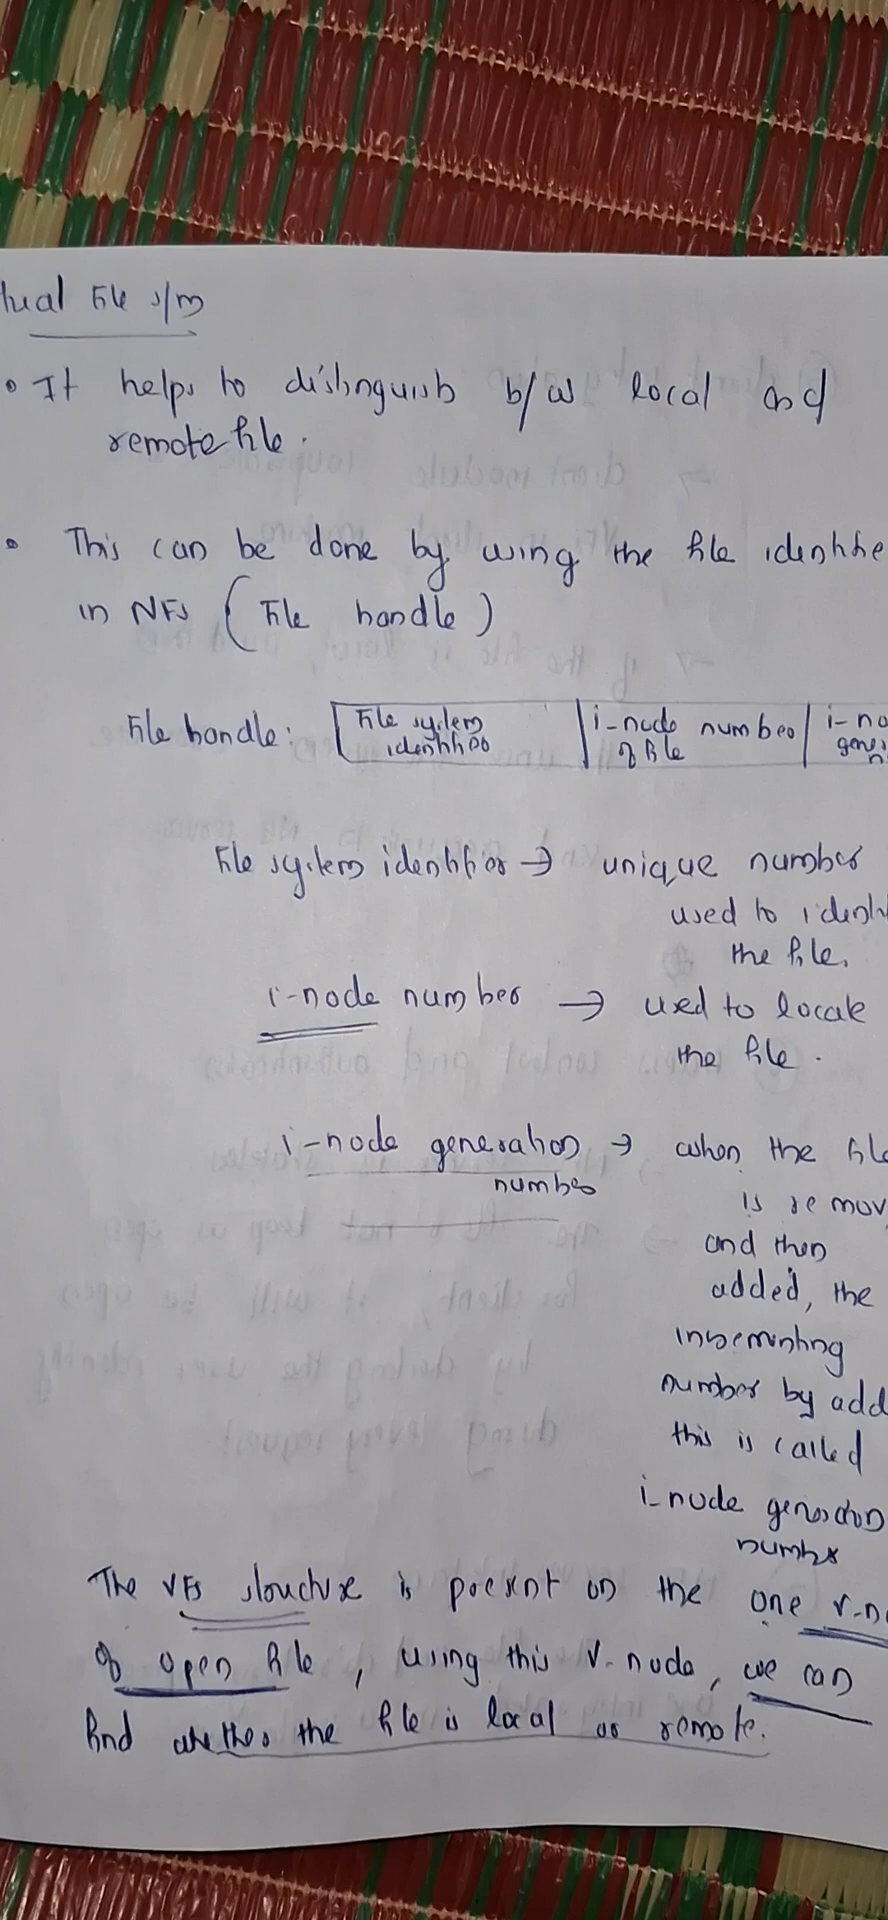 tual File s/m
• It helps to distinguish b/w local and
remote file.
• This can be done by using the file identifie
in NFS (File handle)
File handle: File system identifier | i-node number of file | i-no gener n
File system identifier → unique number
used to identi
the file.
i-node number → used to locate
the file.
i-node generation number → when the file
is remov
and then
added, the
incrementing
number by add
this is called
i-node generation
number
The VFS structure is present on the one v-no
of open file, using this v-node, we can
find whether the file is local or remote.